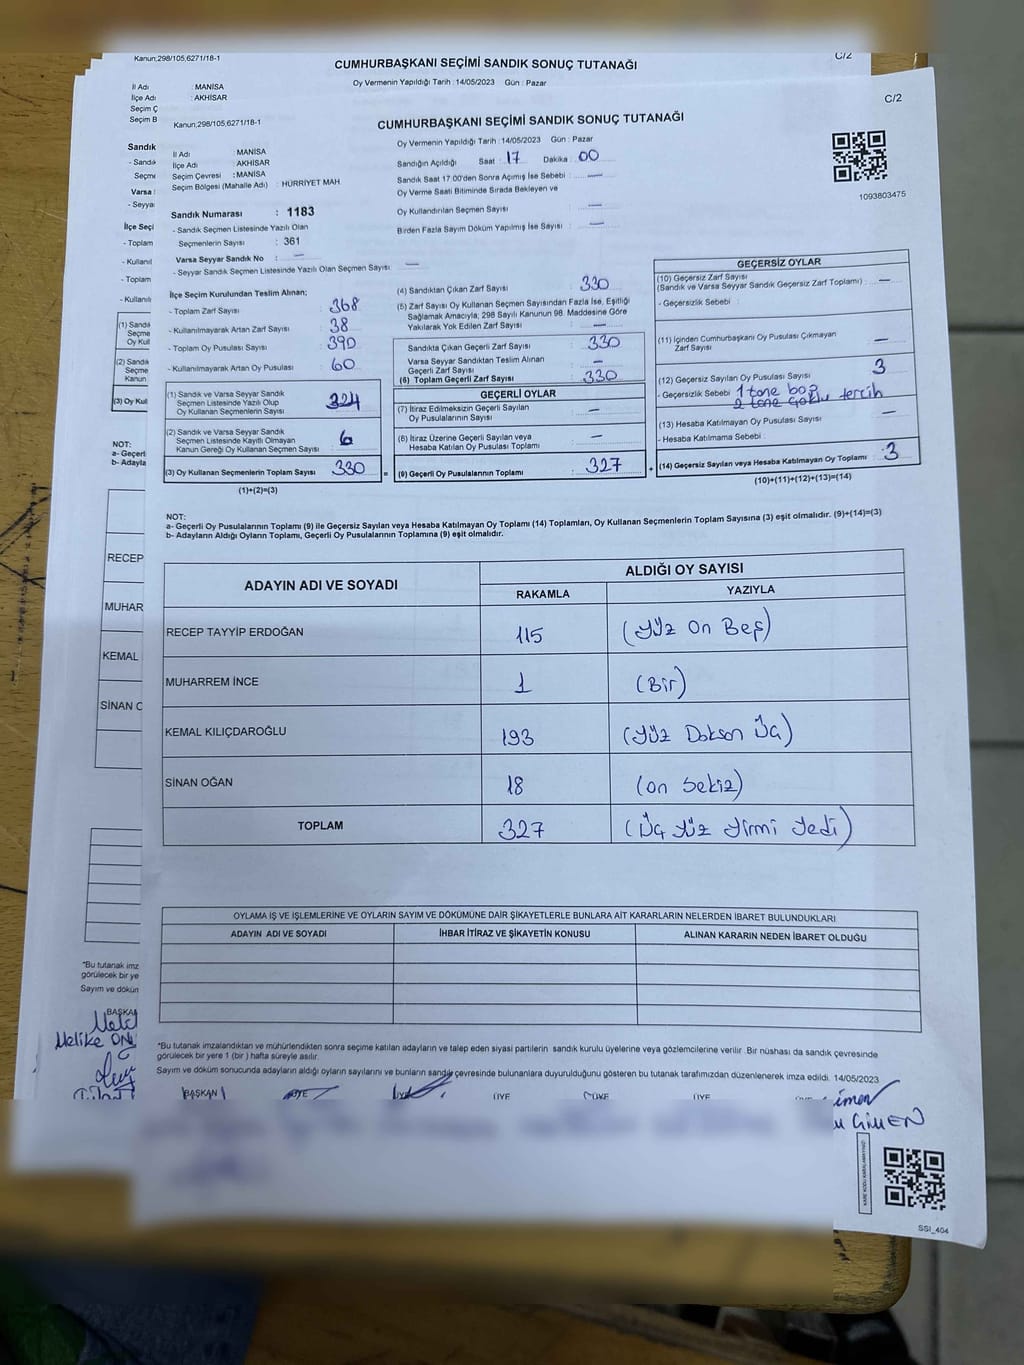 Kanun;298/105,6271/18-1
CUMHURBAŞKANI SEÇİMİ SANDIK SONUÇ TUTANAĞI
C/2
Oy Vermenin Yapıldığı Tarih : 14/05/2023 Gün : Pazar
İl Adı : MANİSA
İlçe Adı : AKHİSAR
Seçim Ç
Seçim B
Sandık
- Sandık
Seçme
Varsa
- Seyya
İlçe Seçi
- Toplam
- Kullanıl
- Toplam
- Kullanılı
(1) Sandı
Seçme
Oy Kul
(2) Sandık
Seçme
Kanun
(3) Oy Kul
NOT:
a- Geçerl
b- Adayla
RECEP
MUHAR
KEMAL
SİNAN O
*Bu tutanak imz
görülecek bir ye
Sayım ve dökün
BAŞKAN
Melike
Kanun;298/105,6271/18-1
CUMHURBAŞKANI SEÇİMİ SANDIK SONUÇ TUTANAĞI
C/2
1093803475
İl Adı : MANİSA
İlçe Adı : AKHİSAR
Seçim Çevresi : MANİSA
Seçim Bölgesi (Mahalle Adı) : HÜRRİYET MAH
Oy Vermenin Yapıldığı Tarih : 14/05/2023 Gün : Pazar
Sandığın Açıldığı Saat : 17 Dakika : 00
Sandık Saat 17.00'den Sonra Açılmış İse Sebebi : —
Oy Verme Saati Bitiminde Sırada Bekleyen ve
Oy Kullandırılan Seçmen Sayısı : —
Birden Fazla Sayım Döküm Yapılmış İse Sayısı : —
Sandık Numarası : 1183
- Sandık Seçmen Listesinde Yazılı Olan
Seçmenlerin Sayısı : 361
Varsa Seyyar Sandık No : —
- Seyyar Sandık Seçmen Listesinde Yazılı Olan Seçmen Sayısı : —
İlçe Seçim Kurulundan Teslim Alınan;
- Toplam Zarf Sayısı : 368
- Kullanılmayarak Artan Zarf Sayısı : 38
- Toplam Oy Pusulası Sayısı : 390
- Kullanılmayarak Artan Oy Pusulası : 60
(1) Sandık ve Varsa Seyyar Sandık
Seçmen Listesinde Yazılı Olup
Oy Kullanan Seçmenlerin Sayısı : 324
(2) Sandık ve Varsa Seyyar Sandık
Seçmen Listesinde Kayıtlı Olmayan
Kanun Gereği Oy Kullanan Seçmen Sayısı : 6
(3) Oy Kullanan Seçmenlerin Toplam Sayısı : 330 =
(1)+(2)=(3)
(4) Sandıktan Çıkan Zarf Sayısı : 330
(5) Zarf Sayısı Oy Kullanan Seçmen Sayısından Fazla İse, Eşitliği
Sağlamak Amacıyla; 298 Sayılı Kanunun 98. Maddesine Göre
Yakılarak Yok Edilen Zarf Sayısı : —
Sandıkta Çıkan Geçerli Zarf Sayısı : 330
Varsa Seyyar Sandıktan Teslim Alınan
Geçerli Zarf Sayısı : —
(6) Toplam Geçerli Zarf Sayısı : 330
GEÇERLİ OYLAR
(7) İtiraz Edilmeksizin Geçerli Sayılan
Oy Pusulalarının Sayısı : —
(8) İtiraz Üzerine Geçerli Sayılan veya
Hesaba Katılan Oy Pusulası Toplamı : —
(9) Geçerli Oy Pusulalarının Toplamı : 327 +
GEÇERSİZ OYLAR
(10) Geçersiz Zarf Sayısı
(Sandık ve Varsa Seyyar Sandık Geçersiz Zarf Toplamı) : —
- Geçersizlik Sebebi :
(11) İçinden Cumhurbaşkanı Oy Pusulası Çıkmayan
Zarf Sayısı : —
(12) Geçersiz Sayılan Oy Pusulası Sayısı : 3
- Geçersizlik Sebebi : 1 tane boş
2 tane çoklu tercih
(13) Hesaba Katılmayan Oy Pusulası Sayısı : —
- Hesaba Katılmama Sebebi :
(14) Geçersiz Sayılan veya Hesaba Katılmayan Oy Toplamı : 3
(10)+(11)+(12)+(13)=(14)
NOT:
a- Geçerli Oy Pusulalarının Toplamı (9) ile Geçersiz Sayılan veya Hesaba Katılmayan Oy Toplamı (14) Toplamları, Oy Kullanan Seçmenlerin Toplam Sayısına (3) eşit olmalıdır. (9)+(14)=(3)
b- Adayların Aldığı Oyların Toplamı, Geçerli Oy Pusulalarının Toplamına (9) eşit olmalıdır.
ADAYIN ADI VE SOYADI ALDIĞI OY SAYISI
RAKAMLA YAZIYLA
RECEP TAYYİP ERDOĞAN 115 (Yüz On Beş)
MUHARREM İNCE 1 (Bir)
KEMAL KILIÇDAROĞLU 193 (Yüz Doksan Üç)
SİNAN OĞAN 18 (on Sekiz)
TOPLAM 327 (Üç Yüz Yirmi Yedi)
OYLAMA İŞ VE İŞLEMLERİNE VE OYLARIN SAYIM VE DÖKÜMÜNE DAİR ŞİKAYETLERLE BUNLARA AİT KARARLARIN NELERDEN İBARET BULUNDUKLARI
ADAYIN ADI VE SOYADI İHBAR İTİRAZ VE ŞİKAYETİN KONUSU ALINAN KARARIN NEDEN İBARET OLDUĞU
*Bu tutanak imzalandıktan ve mühürlendikten sonra seçime katılan adayların ve talep eden siyasi partilerin sandık kurulu üyelerine veya gözlemcilerine verilir. Bir nüshası da sandık çevresinde
görülecek bir yere 1 (bir) hafta süreyle asılır.
Sayım ve döküm sonucunda adayların aldığı oyların sayılarını ve bunların sandık çevresinde bulunanlara duyurulduğunu gösteren bu tutanak tarafımızdan düzenlenerek imza edildi. 14/05/2023
BAŞKAN ÜYE ÜYE ÜYE ÜYE
KARE KODU KARALAMAYINIZ!
SSI_404